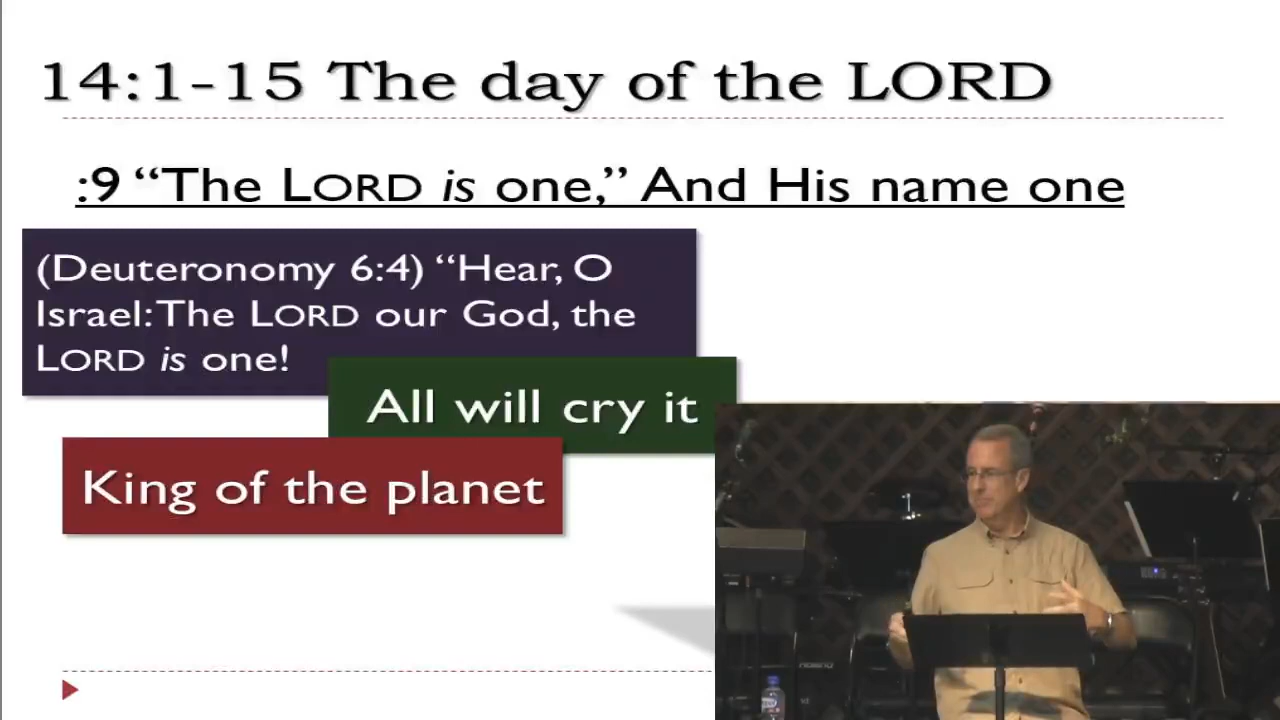 14:1-15 The day of the LORD
:9 “The LORD is one,” And His name one
(Deuteronomy 6:4) “Hear, O
Israel: The LORD our God, the
LORD is one!
All will cry it
King of the planet